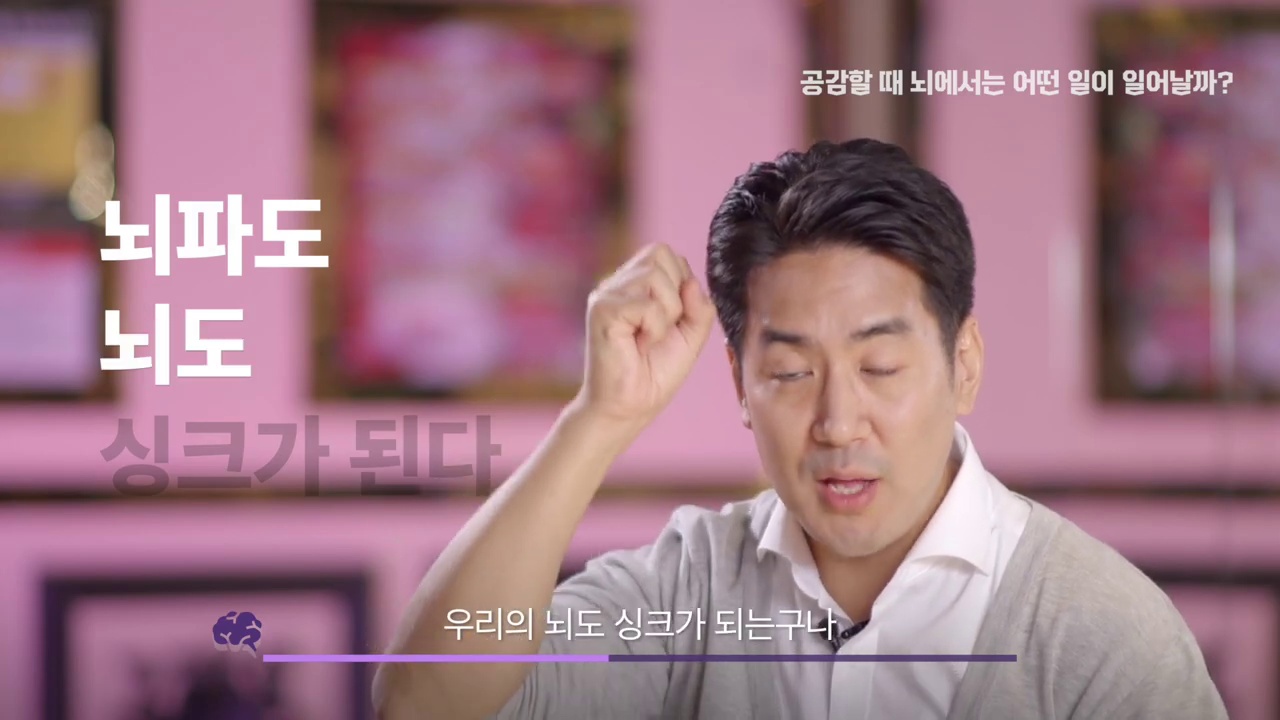 공감할 때 뇌에서는 어떤 일이 일어날까?
뇌파도
뇌도
싱크가 된다
우리의 뇌도 싱크가 되는구나